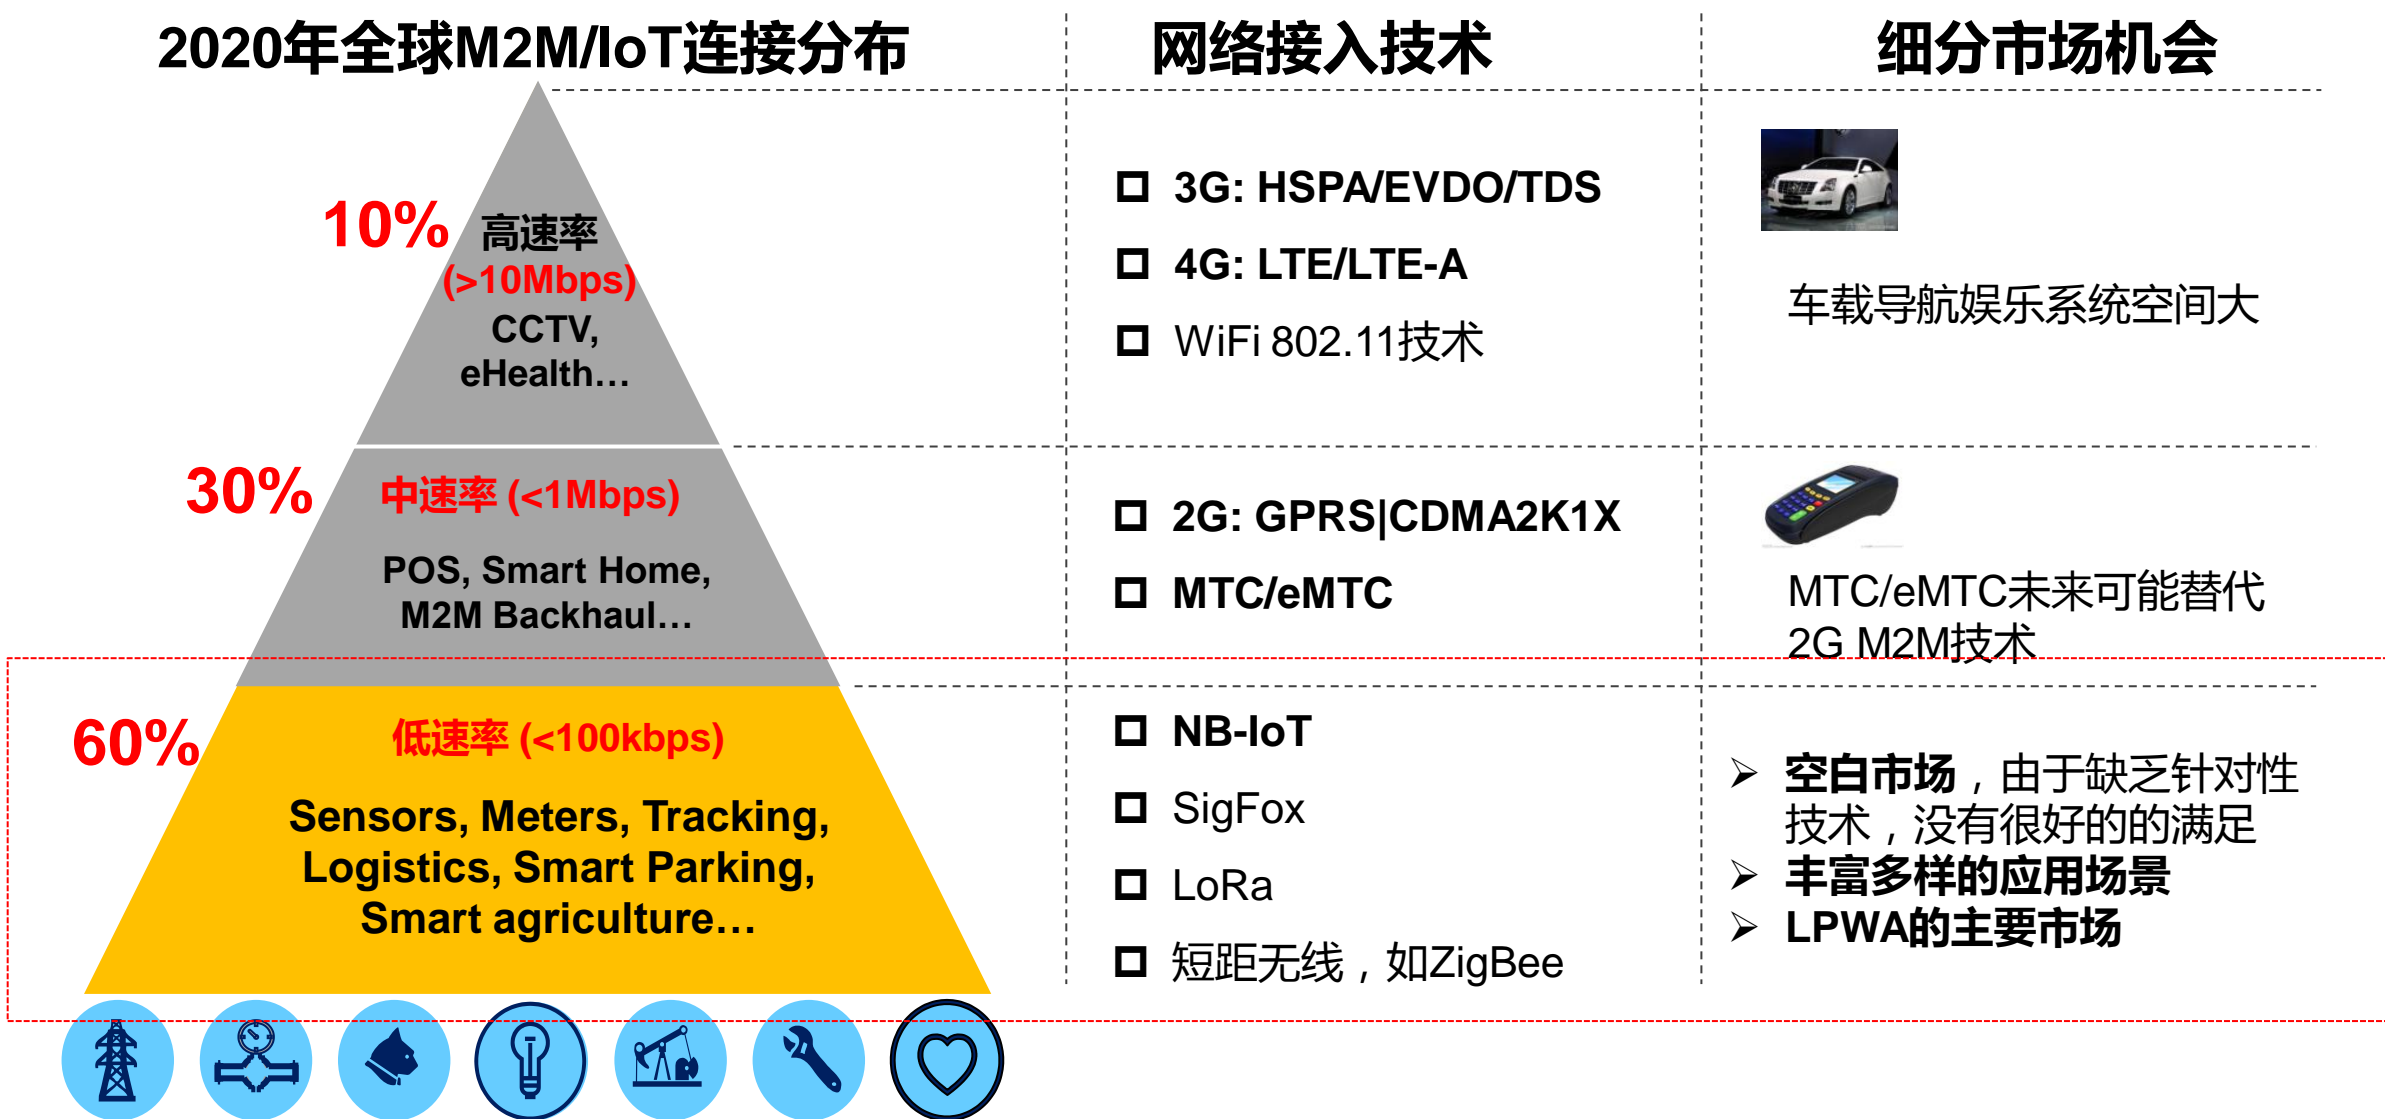 2020年全球M2M/IoT连接分布
网络接入技术
细分市场机会
10%
高速率
(>10Mbps)
CCTV,
eHealth…
3G: HSPA/EVDO/TDS
4G: LTE/LTE-A
WiFi 802.11技术
车载导航娱乐系统空间大
30%
中速率 (<1Mbps)
POS, Smart Home,
M2M Backhaul…
2G: GPRS|CDMA2K1X
MTC/eMTC
MTC/eMTC未来可能替代
2G M2M技术
60%
低速率 (<100kbps)
Sensors, Meters, Tracking,
Logistics, Smart Parking,
Smart agriculture…
NB-IoT
SigFox
LoRa
短距无线，如ZigBee
空白市场，由于缺乏针对性
技术，没有很好的的满足
丰富多样的应用场景
LPWA的主要市场